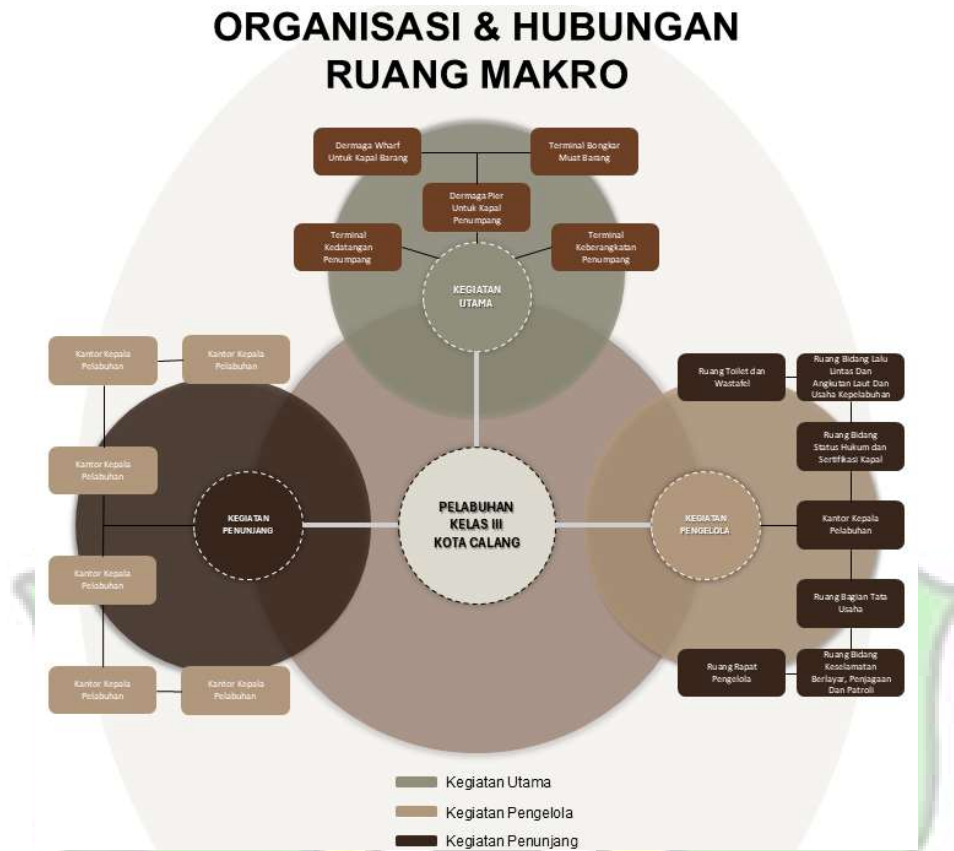 ORGANISASI & HUBUNGAN
RUANG MAKRO
Dermaga Wharf
Untuk Kapal Barang
Terminal Bongkar
Muat Barang
Dermaga Pier
Untuk Kapal
Penumpang
Terminal
Kedatangan
Penumpang
Terminal
Keberangkatan
Penumpang
KEGIATAN
UTAMA
Kantor Kepala
Pelabuhan
Kantor Kepala
Pelabuhan
Kantor Kepala
Pelabuhan
Kantor Kepala
Pelabuhan
Kantor Kepala
Pelabuhan
Kantor Kepala
Pelabuhan
KEGIATAN
PENUNJANG
PELABUHAN
KELAS III
KOTA CALANG
KEGIATAN
PENGELOLA
Ruang Toilet dan
Wastafel
Ruang Bidang Lalu
Lintas Dan
Angkutan Laut Dan
Usaha Kepelabuhan
Ruang Bidang
Status Hukum dan
Sertifikasi Kapal
Kantor Kepala
Pelabuhan
Ruang Bagian Tata
Usaha
Ruang Rapat
Pengelola
Ruang Bidang
Keselamatan
Berlayar, Penjagaan
Dan Patroli
Kegiatan Utama
Kegiatan Pengelola
Kegiatan Penunjang